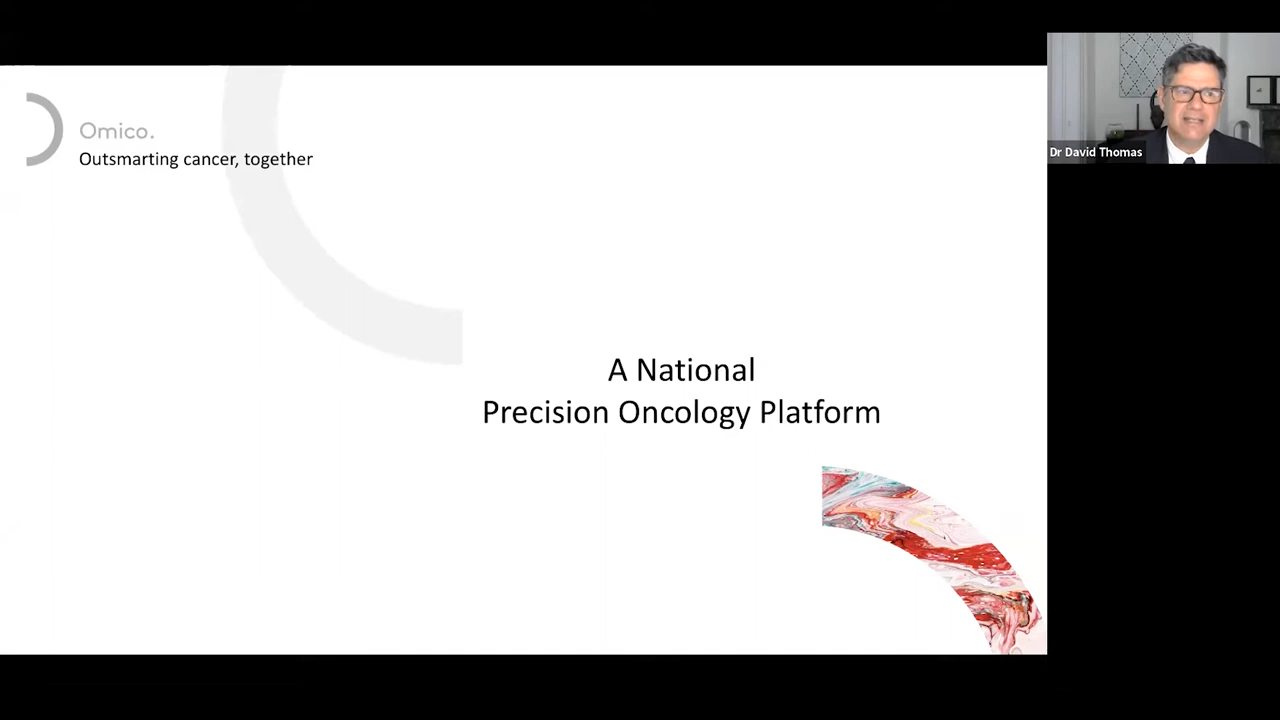 Omico.
Outsmarting cancer, together
A National
Precision Oncology Platform
Dr David Thomas